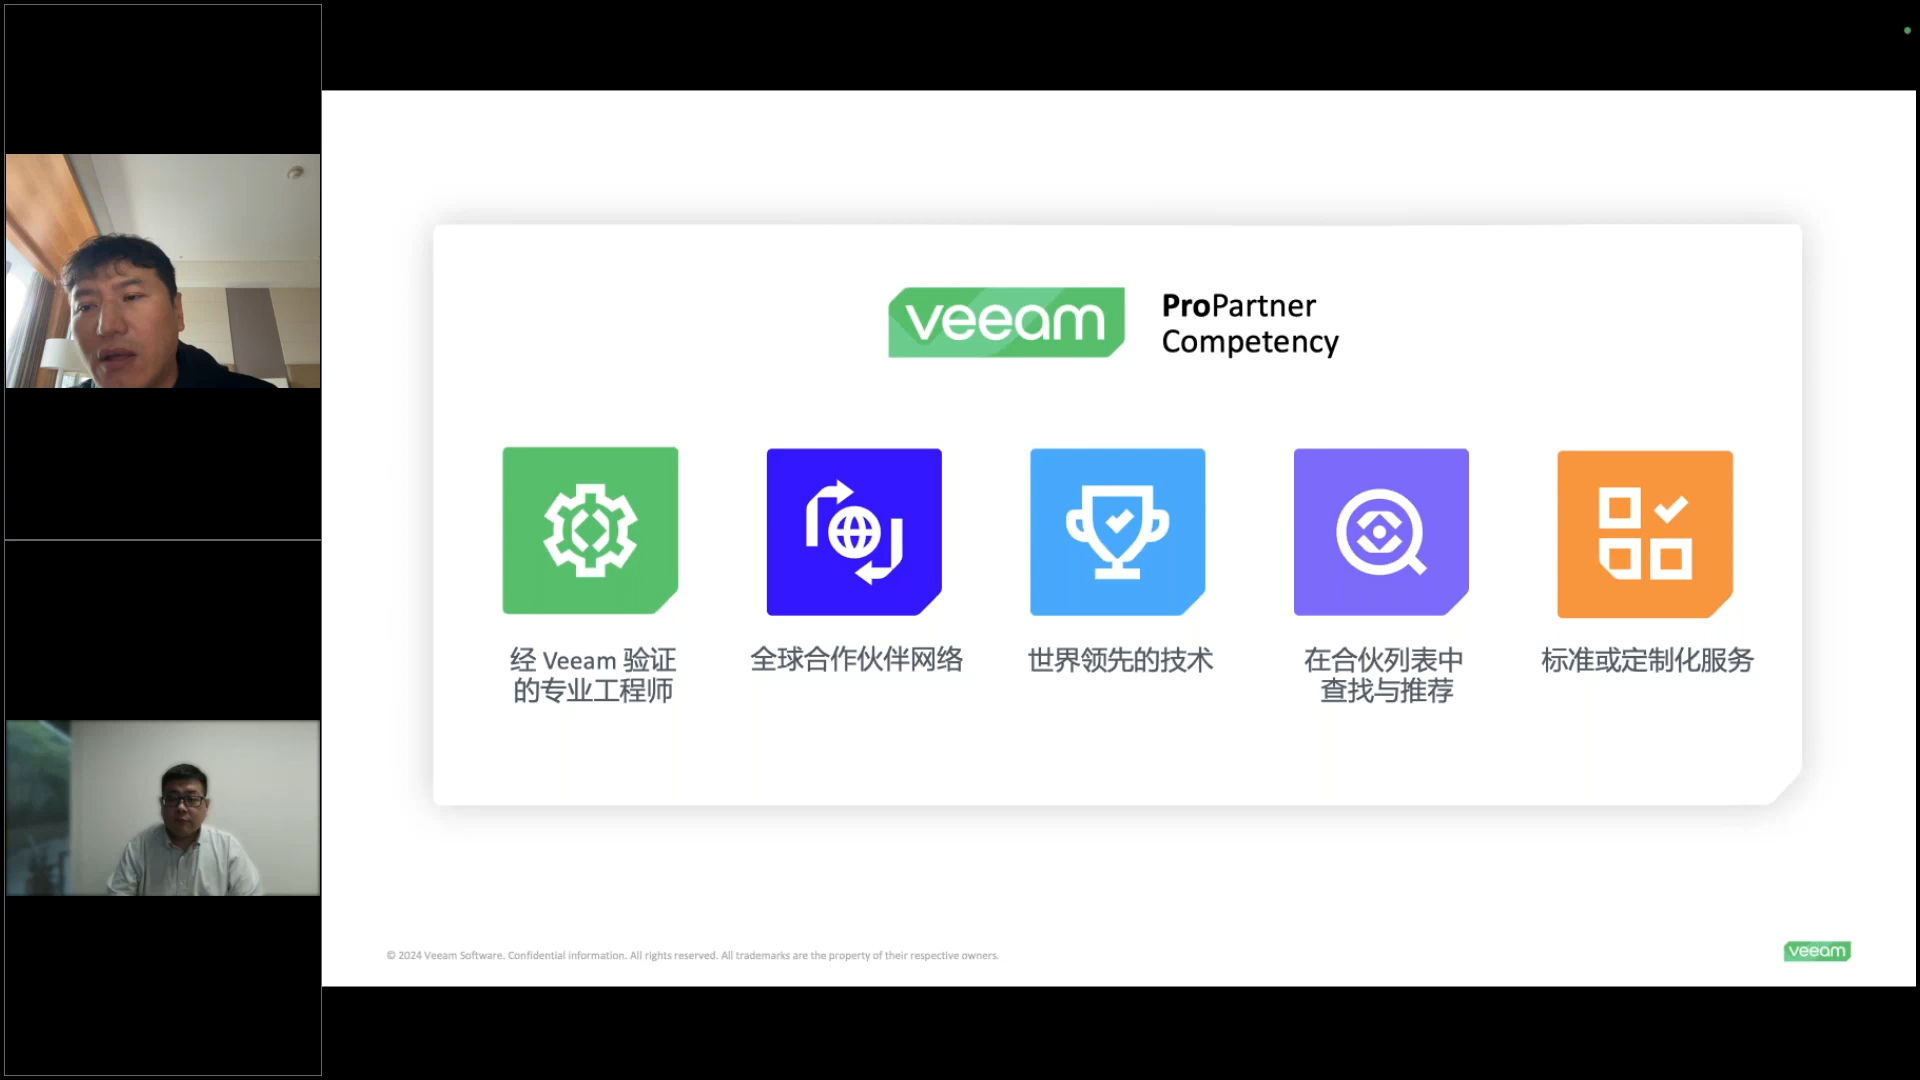 veeam
ProPartner
Competency
经 Veeam 验证
的专业工程师
全球合作伙伴网络
世界领先的技术
在合伙列表中
查找与推荐
标准或定制化服务
© 2024 Veeam Software. Confidential information. All rights reserved. All trademarks are the property of their respective owners.
veeam